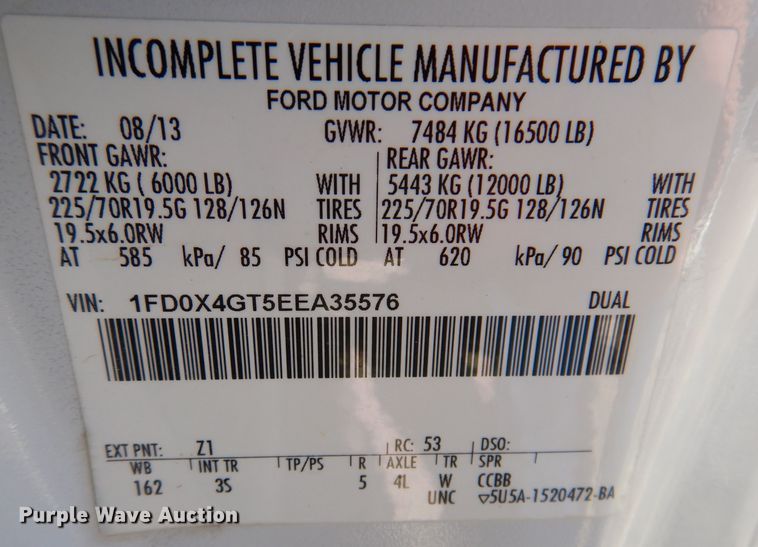 INCOMPLETE VEHICLE MANUFACTURED BY
FORD MOTOR COMPANY
DATE: 08/13 GVWR: 7484 KG (16500 LB)
FRONT GAWR: REAR GAWR:
2722 KG ( 6000 LB) WITH 5443 KG (12000 LB) WITH
225/70R19.5G 128/126N TIRES 225/70R19.5G 128/126N TIRES
19.5x6.0RW RIMS 19.5x6.0RW RIMS
AT 585 kPa/ 85 PSI COLD AT 620 kPa/ 90 PSI COLD
VIN: 1FD0X4GT5EEA35576 DUAL
EXT PNT: Z1 RC: 53 DSO:
WB INT TR TP/PS R AXLE TR SPR
162 3S 5 4L W CCBB
UNC ▽5U5A-1520472-BA
Purple Wave Auction